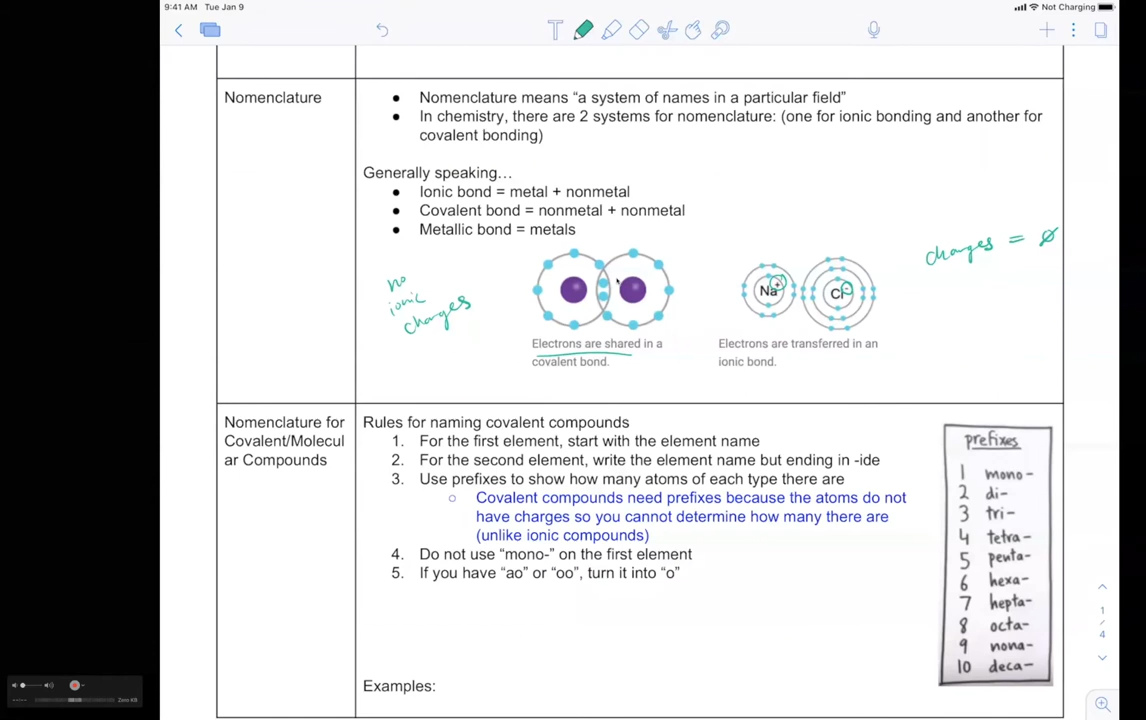 9:41 AM Tue Jan 9
Not Charging
Nomenclature
● Nomenclature means “a system of names in a particular field”
● In chemistry, there are 2 systems for nomenclature: (one for ionic bonding and another for
covalent bonding)
Generally speaking…
● Ionic bond = metal + nonmetal
● Covalent bond = nonmetal + nonmetal
● Metallic bond = metals
no
ionic
charges
Na+
Cl-
charges = 0
Electrons are shared in a
covalent bond.
Electrons are transferred in an
ionic bond.
Nomenclature for
Covalent/Molecul
ar Compounds
Rules for naming covalent compounds
1. For the first element, start with the element name
2. For the second element, write the element name but ending in -ide
3. Use prefixes to show how many atoms of each type there are
○ Covalent compounds need prefixes because the atoms do not
have charges so you cannot determine how many there are
(unlike ionic compounds)
4. Do not use “mono-” on the first element
5. If you have “ao” or “oo”, turn it into “o”
Examples:
prefixes
1 mono-
2 di-
3 tri-
4 tetra-
5 penta-
6 hexa-
7 hepta-
8 octa-
9 nona-
10 deca-
1
/
4
Zero KB